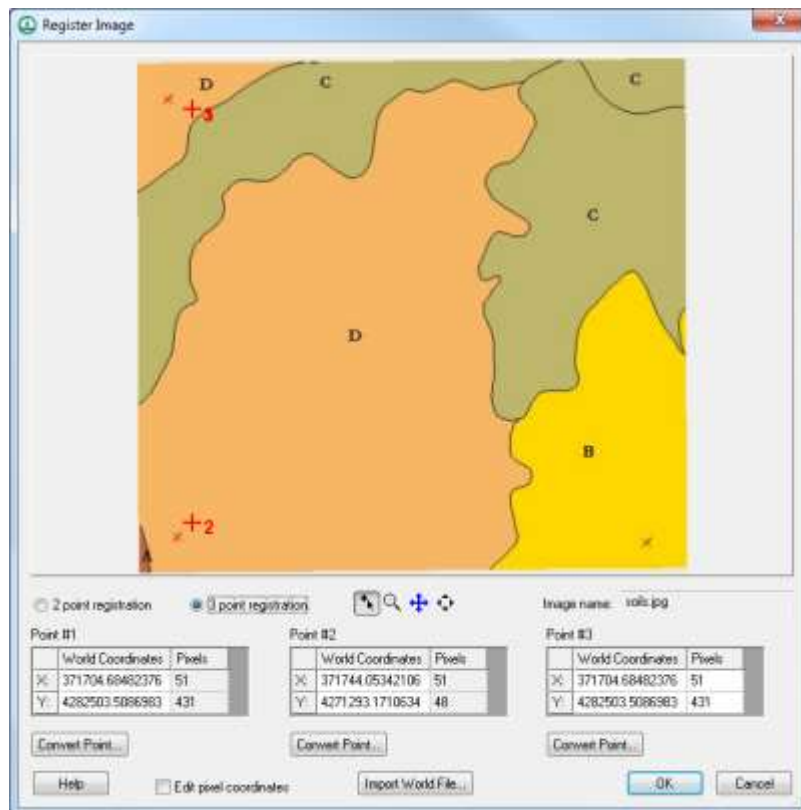 Register Image
D
C
C
3
C
D
B
2
A
2 point registration
3 point registration
Image name: soils.jpg
Point #1
World Coordinates Pixels
X: 371704.68482376 51
Y: 4282503.5086983 431
Convert Point...
Point #2
World Coordinates Pixels
X: 371744.05342106 51
Y: 4271293.1710634 48
Convert Point...
Point #3
World Coordinates Pixels
X: 371704.68482376 51
Y: 4282503.5086983 431
Convert Point...
Help
Edit pixel coordinates
Import World File...
OK
Cancel